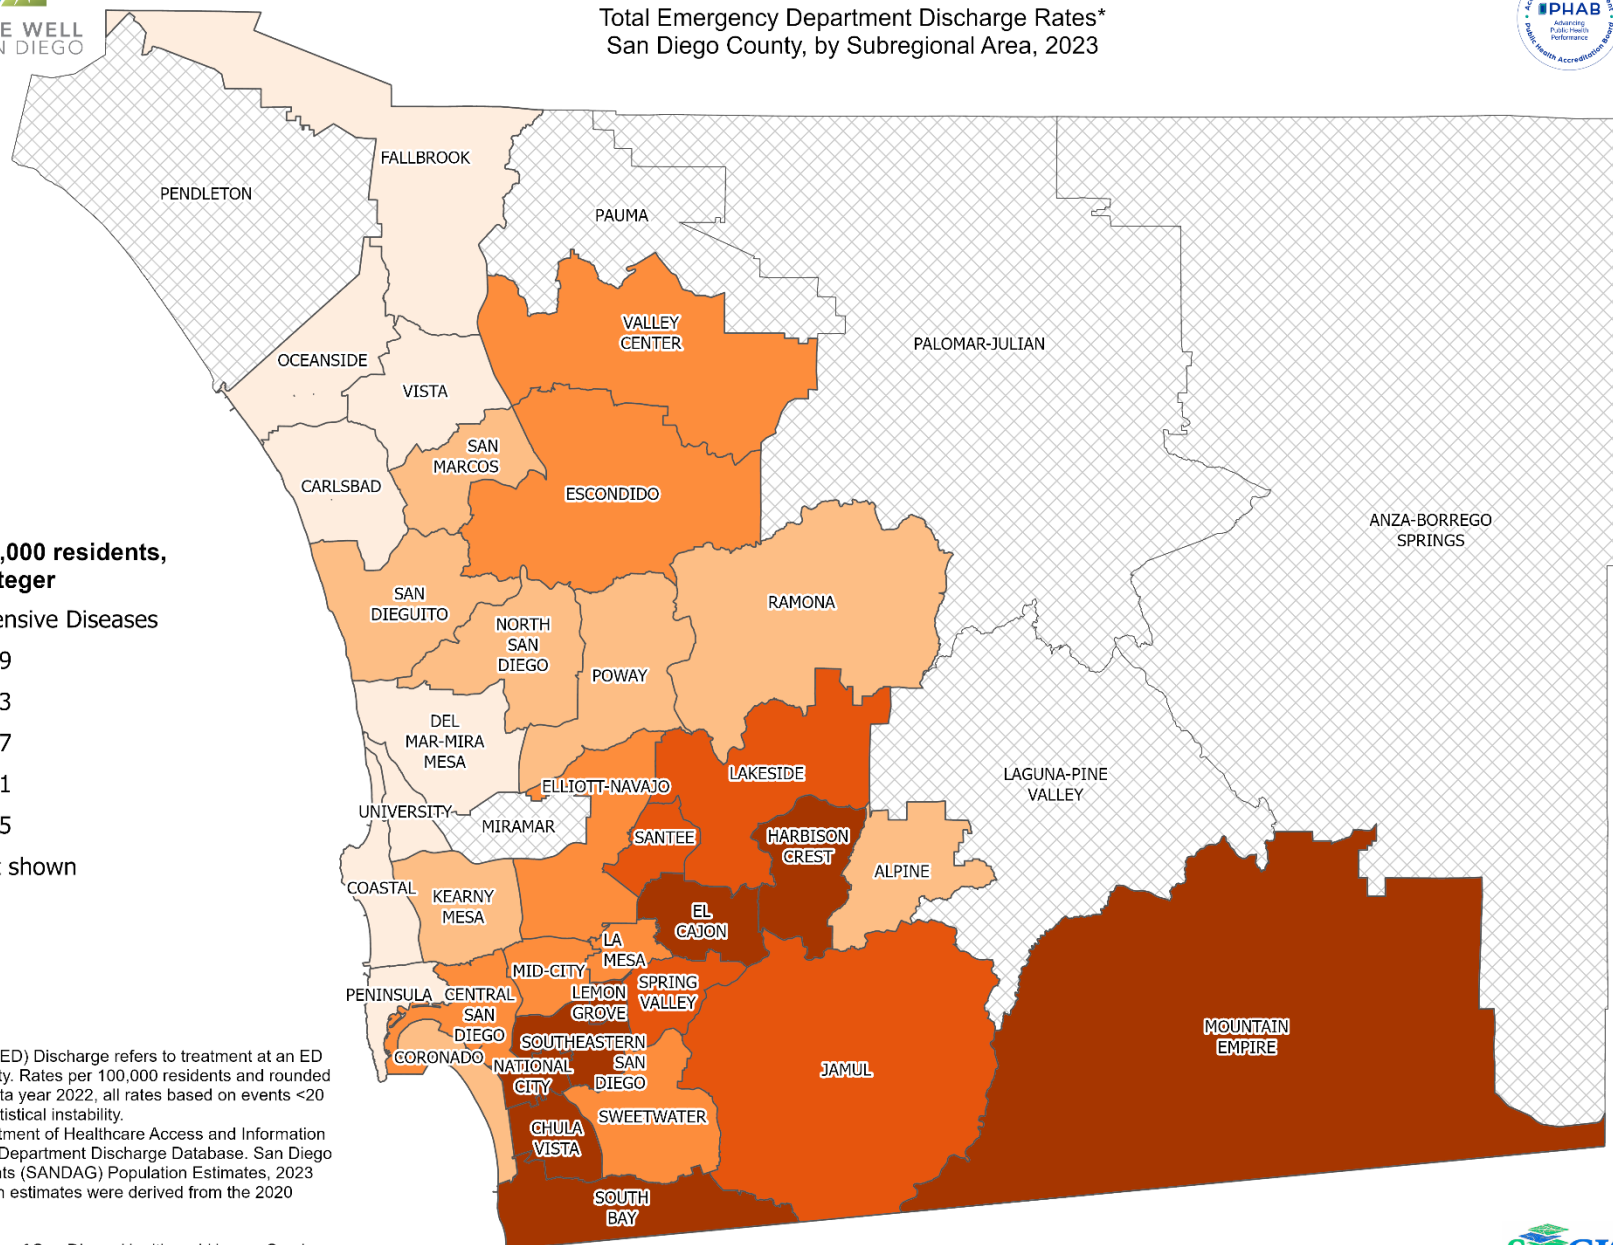 E WELL
N DIEGO
Total Emergency Department Discharge Rates*
San Diego County, by Subregional Area, 2023
PHAB
Advancing
Public Health
Performance
Public Health Accreditation Board
FALLBROOK
PENDLETON
PAUMA
VALLEY
CENTER
PALOMAR-JULIAN
OCEANSIDE
VISTA
SAN
MARCOS
CARLSBAD
ESCONDIDO
ANZA-BORREGO
SPRINGS
,000 residents,
teger
ensive Diseases
9
3
7
1
5
t shown
SAN
DIEGUITO
RAMONA
NORTH
SAN
DIEGO
POWAY
DEL
MAR-MIRA
MESA
LAKESIDE
LAGUNA-PINE
VALLEY
ELLIOTT-NAVAJO
UNIVERSITY
MIRAMAR
SANTEE
HARBISON
CREST
ALPINE
COASTAL
KEARNY
MESA
EL
CAJON
LA
MESA
MID-CITY
SPRING
VALLEY
PENINSULA
CENTRAL
SAN
DIEGO
LEMON
GROVE
MOUNTAIN
EMPIRE
SOUTHEASTERN
SAN
DIEGO
CORONADO
NATIONAL
CITY
JAMUL
SWEETWATER
CHULA
VISTA
SOUTH
BAY
ED) Discharge refers to treatment at an ED
ty. Rates per 100,000 residents and rounded
ta year 2022, all rates based on events <20
tistical instability.
tment of Healthcare Access and Information
Department Discharge Database. San Diego
nts (SANDAG) Population Estimates, 2023
n estimates were derived from the 2020